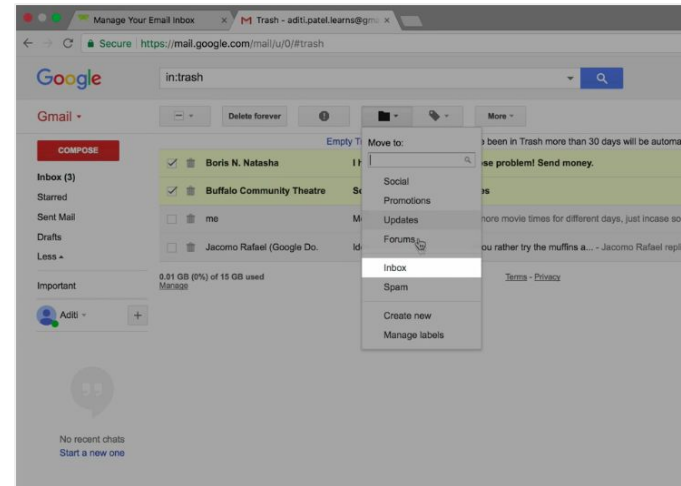 Manage Your Email Inbox
Trash - aditi.patel.learns@gm
Secure https://mail.google.com/mail/u/0/#trash
Google
in:trash
Gmail
Delete forever
More
COMPOSE
Empty T
Move to:
been in Trash more than 30 days will be automa
Boris N. Natasha
I h
se problem! Send money.
Inbox (3)
Social
Buffalo Community Theatre
Se
es
Starred
Promotions
Sent Mail
me
M
Updates
more movie times for different days, just incase so
Drafts
Forums
Less
Jacomo Rafael (Google Do.
Id
ou rather try the muffins a... - Jacomo Rafael repli
Inbox
Important
0.01 GB (0%) of 15 GB used
Manage
Spam
Terms - Privacy
Aditi
Create new
Manage labels
No recent chats
Start a new one